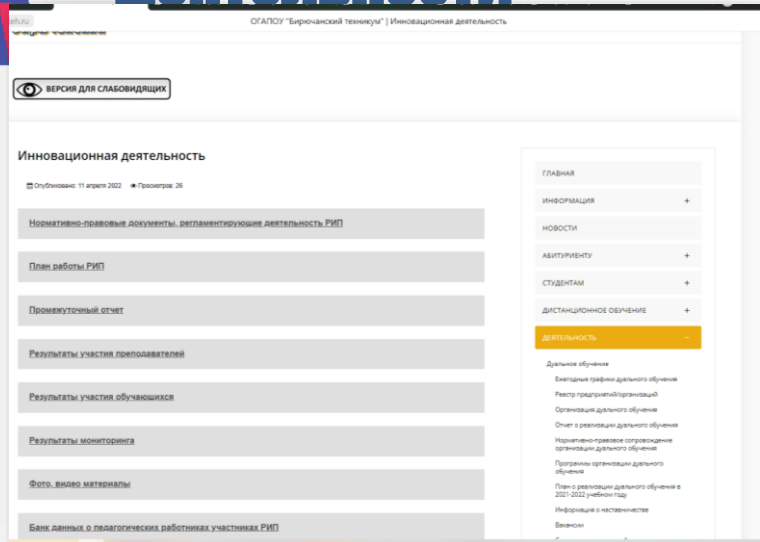 ОГАПОУ "Бирючанский техникум" | Инновационная деятельность
ВЕРСИЯ ДЛЯ СЛАБОВИДЯЩИХ
Инновационная деятельность
Опубликовано: 11 апреля 2022 Просмотров: 26
Нормативно-правовые документы, регламентирующие деятельность РИП
План работы РИП
Промежуточный отчет
Результаты участия преподавателей
Результаты участия обучающихся
Результаты мониторинга
Фото, видео материалы
Банк данных о педагогических работниках участниках РИП
ГЛАВНАЯ
ИНФОРМАЦИЯ +
НОВОСТИ
АБИТУРИЕНТУ +
СТУДЕНТАМ +
ДИСТАНЦИОННОЕ ОБУЧЕНИЕ +
ДЕЯТЕЛЬНОСТЬ −
Дуальное обучение
Ежегодные графики дуального обучения
Реестр предприятий/организаций
Организация дуального обучения
Отчет о реализации дуального обучения
Нормативно-правовое сопровождение
организации дуального обучения
Программы организации дуального
обучения
План о реализации дуального обучения в
2021-2022 учебном году
Информация о наставничестве
Вакансии